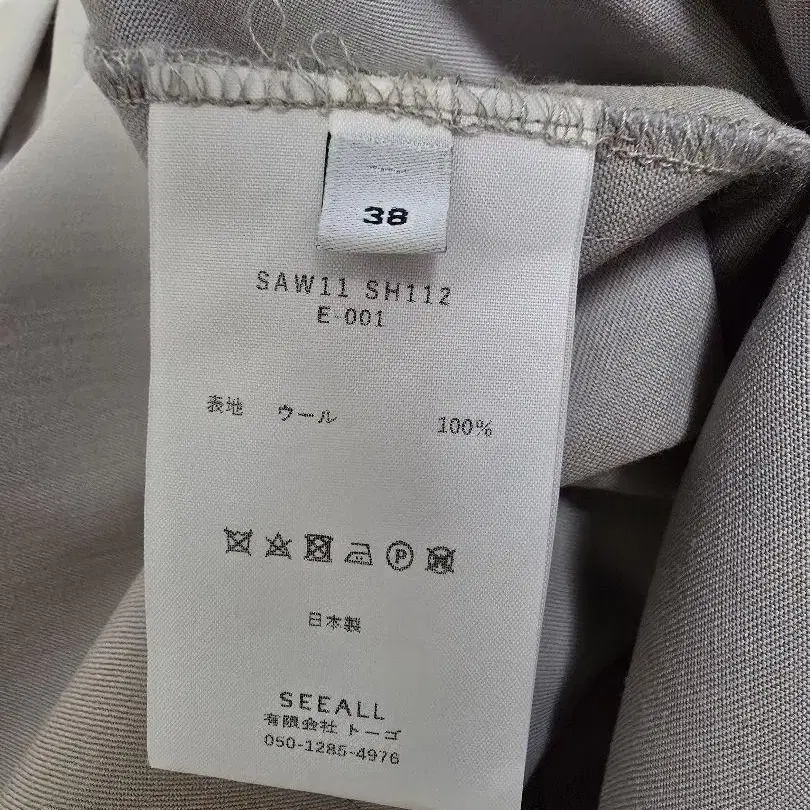 38
SAW11 SH112
E-001
表地 ウール 100%
日本製
SEEALL
有限会社 トーゴ
050-1285-4976